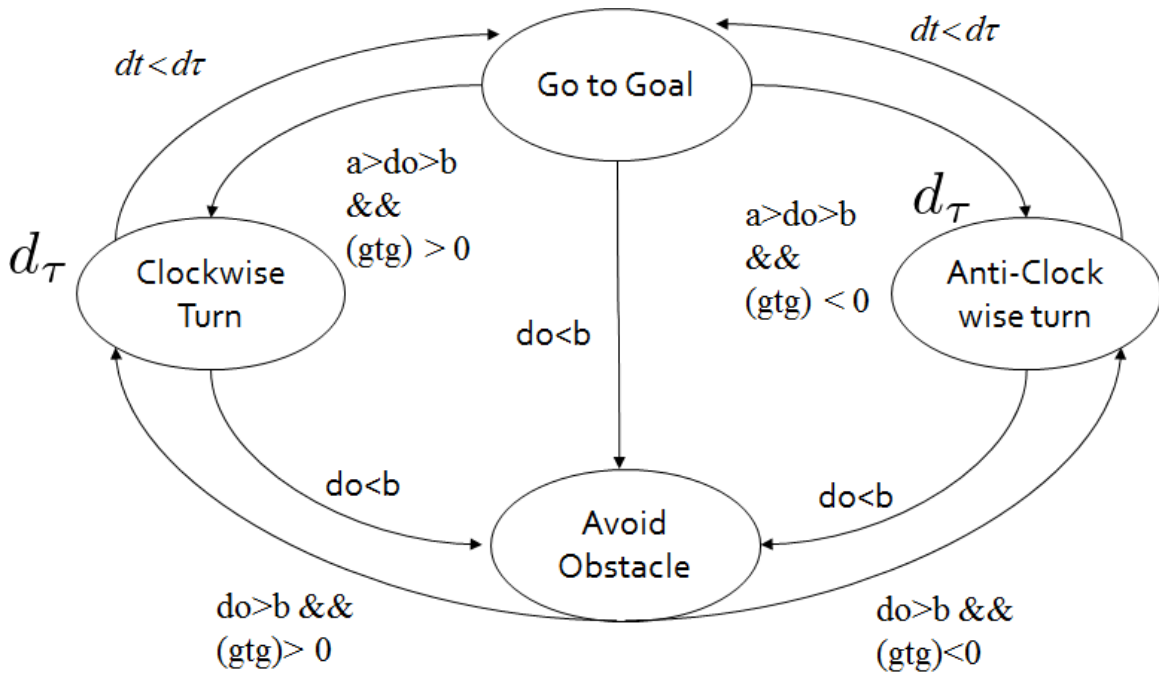 dt<dτ
dt<dτ
Go to Goal
a>do>b
&&
(gtg) > 0
a>do>b
&&
(gtg) < 0
dτ
dτ
Clockwise
Turn
Anti-Clock
wise turn
do<b
do<b
do<b
Avoid
Obstacle
do>b &&
(gtg)> 0
do>b &&
(gtg)<0